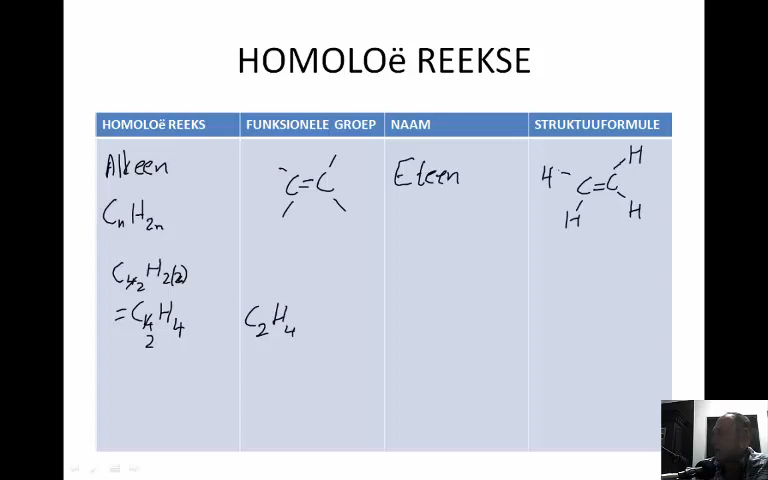 HOMOLOë REEKSE
HOMOLOë REEKS FUNKSIONELE GROEP NAAM STRUKTUUFORMULE
Alkeen C=C Eteen H H C=C H H
CnH2n
C2H2(2)
=C2H4 C2H4